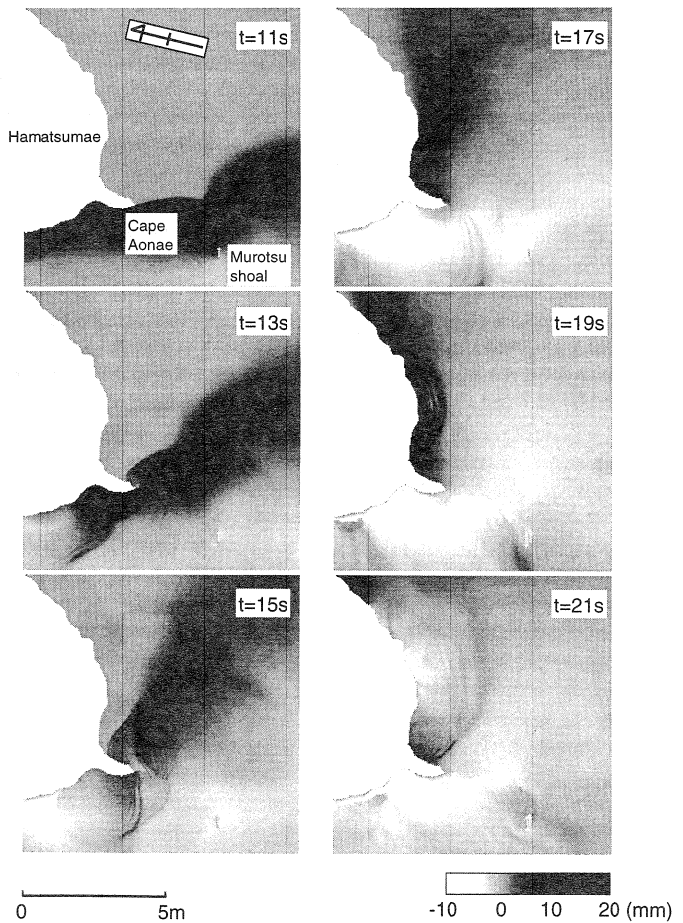 t=11s
Hamatsumae
Cape
Aonae
Murotsu
shoal
t=13s
t=15s
0 5m
t=17s
t=19s
t=21s
-10 0 10 20 (mm)